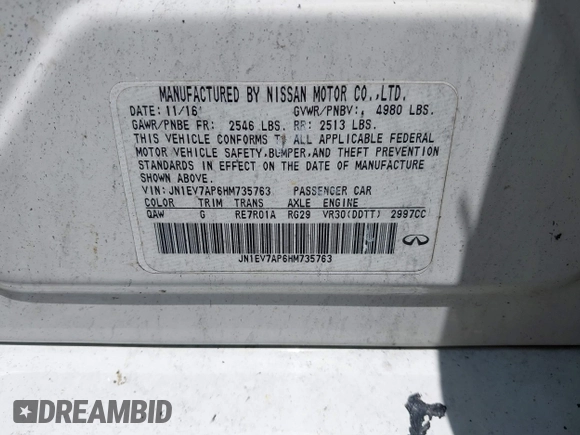 MANUFACTURED BY NISSAN MOTOR CO.,LTD.
DATE: 11/16 GVWR/PNBV: 4980 LBS.
GAWR/PNBE FR: 2546 LBS. RR: 2513 LBS.
THIS VEHICLE CONFORMS TO ALL APPLICABLE FEDERAL
MOTOR VEHICLE SAFETY,BUMPER,AND THEFT PREVENTION
STANDARDS IN EFFECT ON THE DATE OF MANUFACTURE
SHOWN ABOVE.
VIN: JN1EV7AP6HM735763 PASSENGER CAR
COLOR TRIM TRANS AXLE ENGINE
QAW G RE7R01A RG29 VR30(DDTT) 2997CC
JN1EV7AP6HM735763
DREAMBID